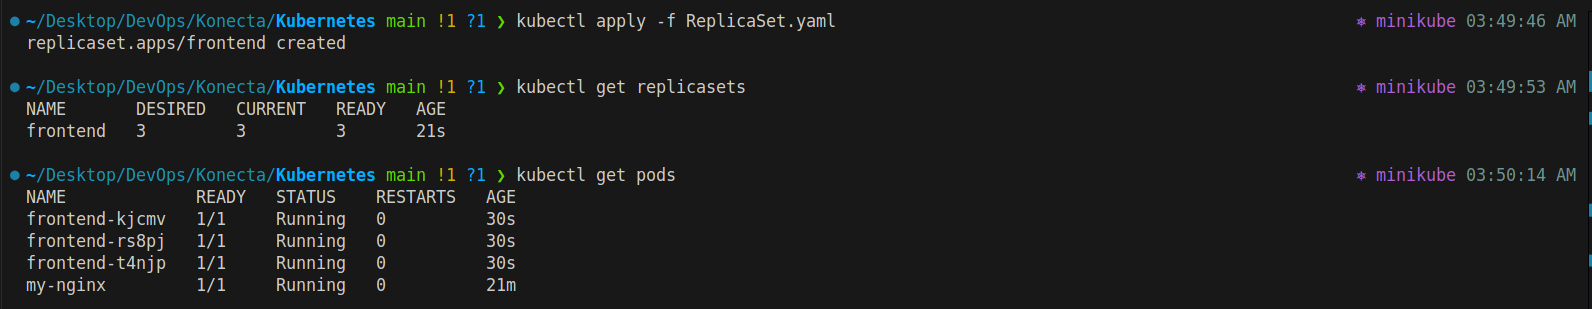 ~/Desktop/DevOps/Konecta/Kubernetes main !1 ?1 ❯ kubectl apply -f ReplicaSet.yaml ⎈ minikube 03:49:46 AM
replicaset.apps/frontend created
~/Desktop/DevOps/Konecta/Kubernetes main !1 ?1 ❯ kubectl get replicasets ⎈ minikube 03:49:53 AM
NAME DESIRED CURRENT READY AGE
frontend 3 3 3 21s
~/Desktop/DevOps/Konecta/Kubernetes main !1 ?1 ❯ kubectl get pods ⎈ minikube 03:50:14 AM
NAME READY STATUS RESTARTS AGE
frontend-kjcmv 1/1 Running 0 30s
frontend-rs8pj 1/1 Running 0 30s
frontend-t4njp 1/1 Running 0 30s
my-nginx 1/1 Running 0 21m